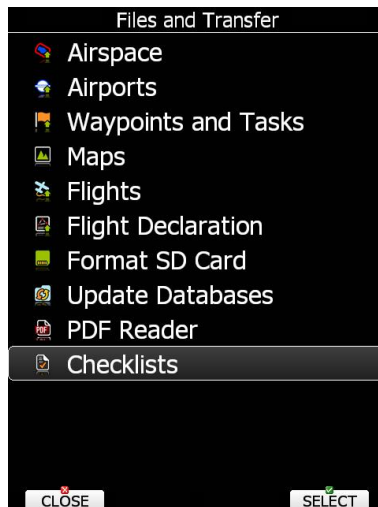 Files and Transfer
Airspace
Airports
Waypoints and Tasks
Maps
Flights
Flight Declaration
Format SD Card
Update Databases
PDF Reader
Checklists
CLOSE SELECT